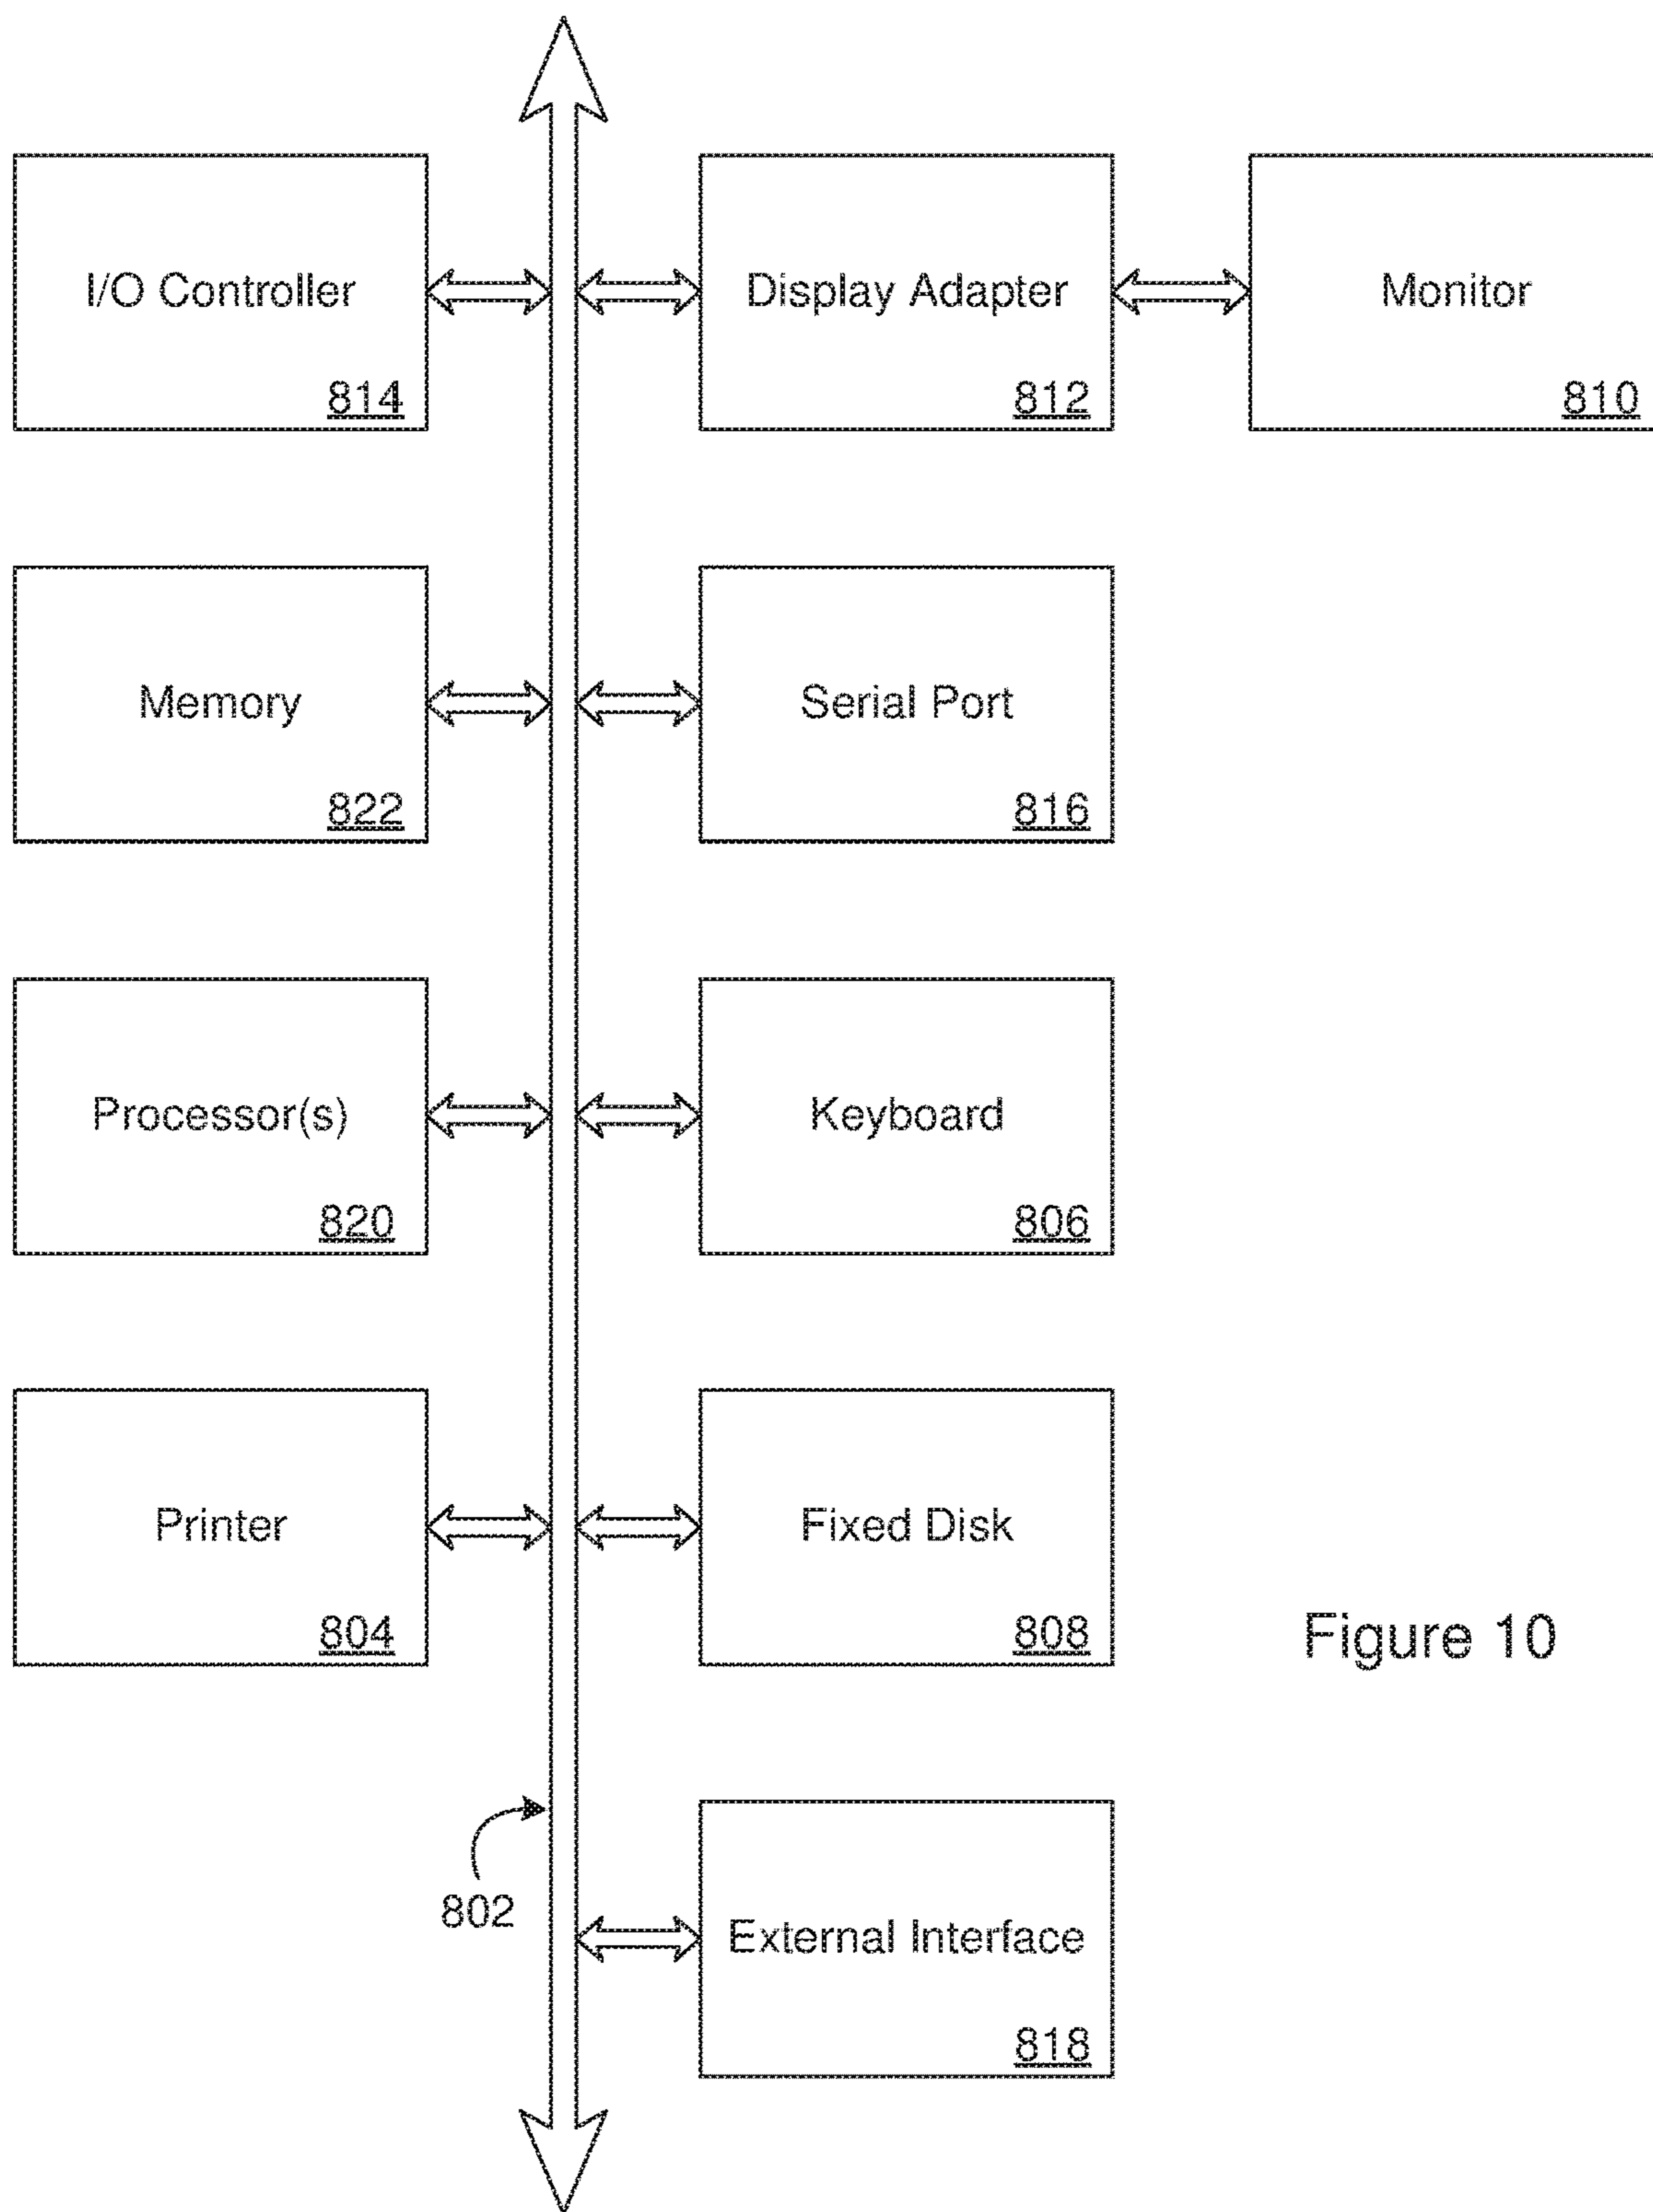 I/O Controller
814
Display Adapter
812
Monitor
810
Memory
822
Serial Port
816
Processor(s)
820
Keyboard
806
Printer
804
Fixed Disk
808
Figure 10
802
External Interface
818